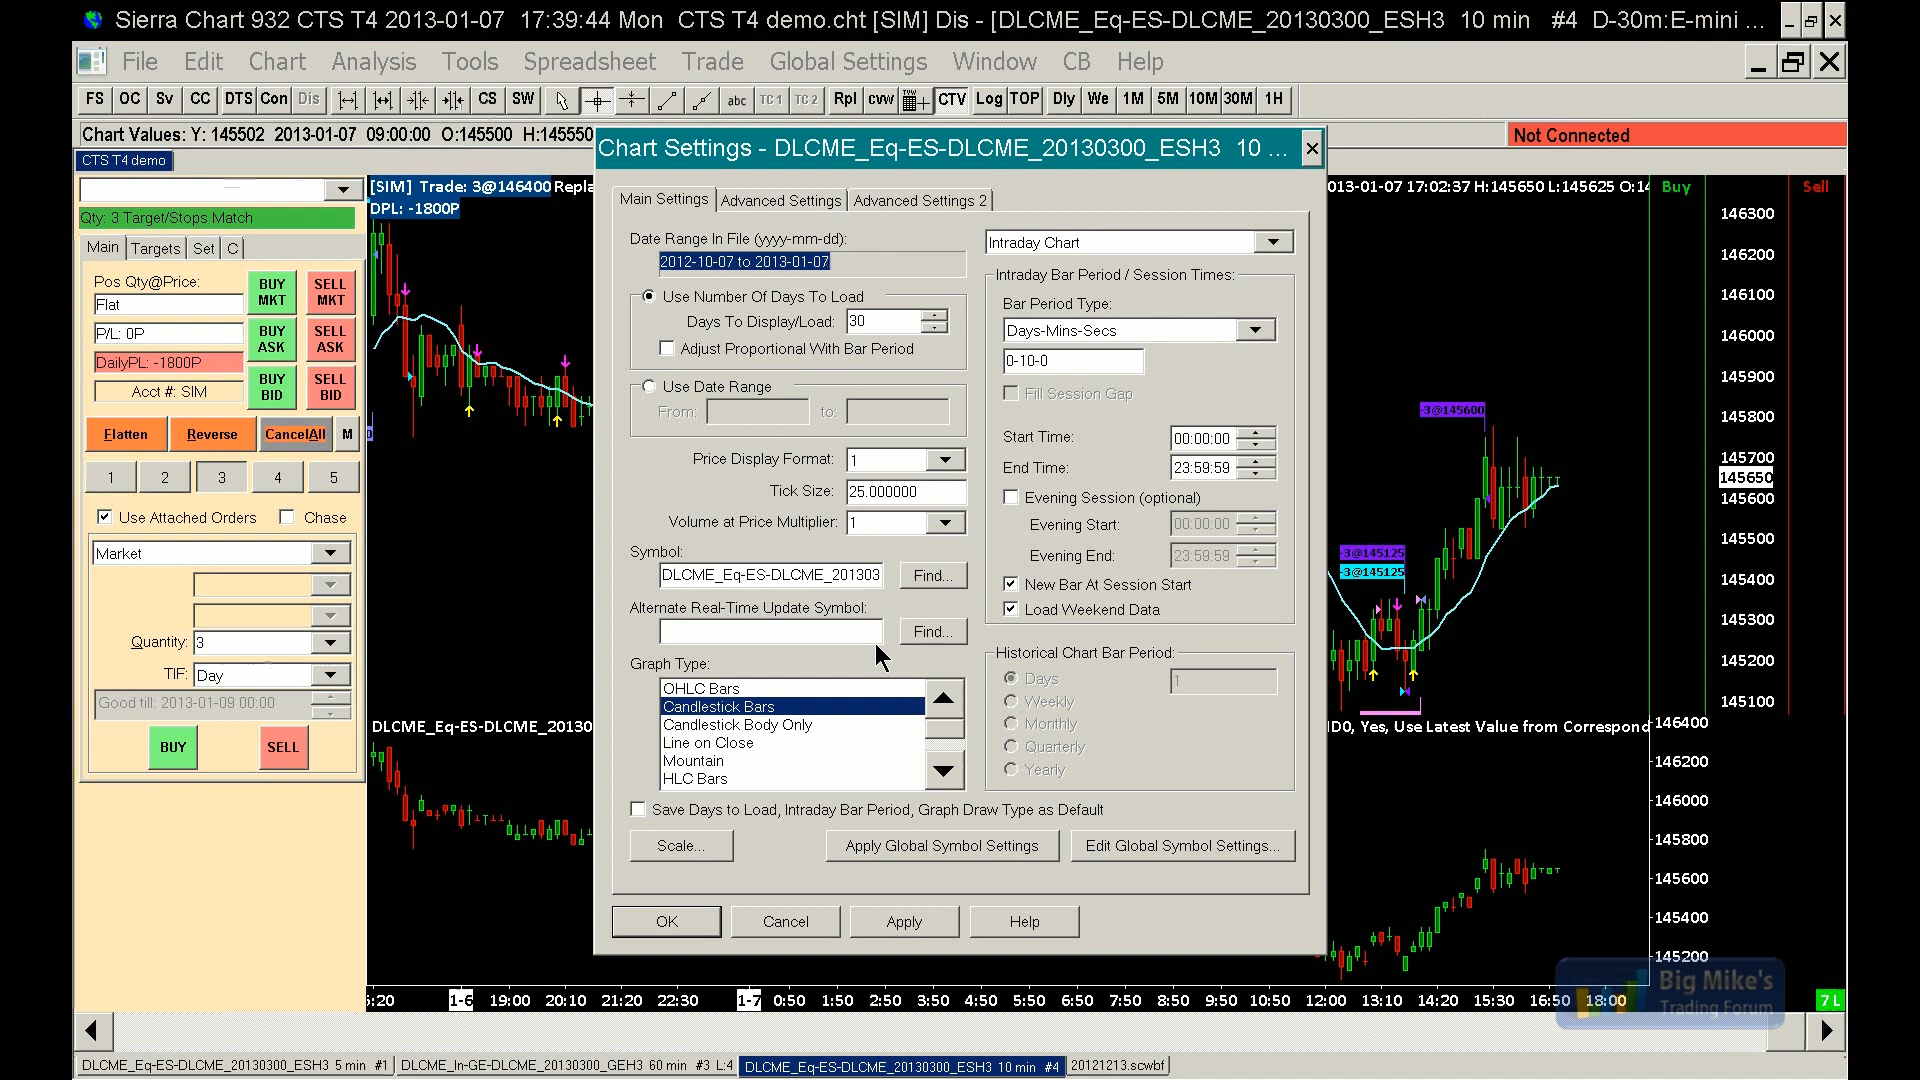 Sierra Chart 932 CTS T4 2013-01-07 17:39:44 Mon CTS T4 demo.cht [SIM] Dis - [DLCME_Eq-ES-DLCME_20130300_ESH3 10 min #4 D-30m:E-mini ...
File Edit Chart Analysis Tools Spreadsheet Trade Global Settings Window CB Help
FS OC Sv CC DTS Con Dis CS SW abc TC 1 TC 2 Rpl cvw CTV Log TOP Dly We 1M 5M 10M 30M 1H
Chart Values: Y: 145502 2013-01-07 09:00:00 O:145500 H:145550
Not Connected
CTS T4 demo
Qty: 3 Target/Stops Match
Main Targets Set C
Pos Qty@Price:
Flat
BUY MKT
SELL MKT
P/L: 0P
BUY ASK
SELL ASK
DailyPL: -1800P
Acct #: SIM
BUY BID
SELL BID
Flatten Reverse CancelAll M
1 2 3 4 5
Use Attached Orders Chase
Market
Quantity: 3
TIF: Day
Good till: 2013-01-09 00:00
BUY SELL
[SIM] Trade: 3@146400 Repla
DPL: -1800P
DLCME_Eq-ES-DLCME_201303
Chart Settings - DLCME_Eq-ES-DLCME_20130300_ESH3 10 ...
Main Settings Advanced Settings Advanced Settings 2
Date Range In File (yyyy-mm-dd):
2012-10-07 to 2013-01-07
Use Number Of Days To Load
Days To Display/Load: 30
Adjust Proportional With Bar Period
Use Date Range
From: to:
Price Display Format: 1
Tick Size: 25.000000
Volume at Price Multiplier: 1
Symbol:
DLCME_Eq-ES-DLCME_201303 Find...
Alternate Real-Time Update Symbol:
Find...
Graph Type:
OHLC Bars
Candlestick Bars
Candlestick Body Only
Line on Close
Mountain
HLC Bars
Intraday Chart
Intraday Bar Period / Session Times:
Bar Period Type:
Days-Mins-Secs
0-10-0
Fill Session Gap
Start Time: 00:00:00
End Time: 23:59:59
Evening Session (optional)
Evening Start: 00:00:00
Evening End: 23:59:59
New Bar At Session Start
Load Weekend Data
Historical Chart Bar Period:
Days 1
Weekly
Monthly
Quarterly
Yearly
Save Days to Load, Intraday Bar Period, Graph Draw Type as Default
Scale... Apply Global Symbol Settings Edit Global Symbol Settings...
OK Cancel Apply Help
013-01-07 17:02:37 H:145650 L:145625 O:14
Buy Sell
146300
146200
146100
146000
145900
145800
145700
145650
145600
145500
145400
145300
145200
145100
-3@145600
-3@145125
-3@145125
ID0, Yes, Use Latest Value from Correspond
146400
146200
146000
145800
145600
145400
145200
5:20 1-6 19:00 20:10 21:20 22:30 1-7 0:50 1:50 2:50 3:50 4:50 5:50 6:50 7:50 8:50 9:50 10:50 12:00 13:10 14:20 15:30 16:50 18:00
7 L
Big Mike's
Trading Forum
DLCME_Eq-ES-DLCME_20130300_ESH3 5 min #1 DLCME_In-GE-DLCME_20130300_GEH3 60 min #3 L:4 DLCME_Eq-ES-DLCME_20130300_ESH3 10 min #4 20121213.scwbf